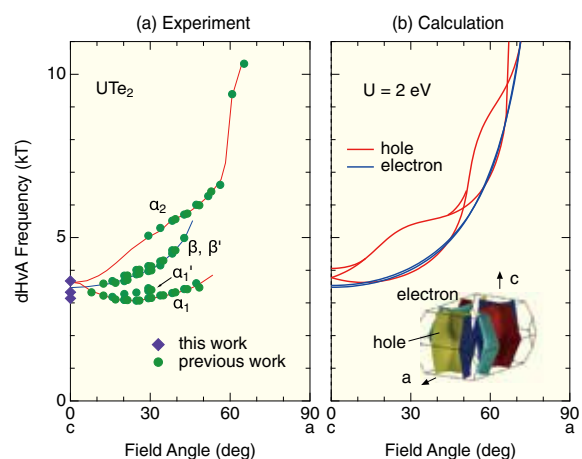 (a) Experiment
(b) Calculation
dHvA Frequency (kT)
10
5
0
UTe₂
α₂
β, β'
α₁'
α₁
this work
previous work
0 30 60 90
c a
Field Angle (deg)
U = 2 eV
hole
electron
c
electron
hole
a
0 30 60 90
c a
Field Angle (deg)